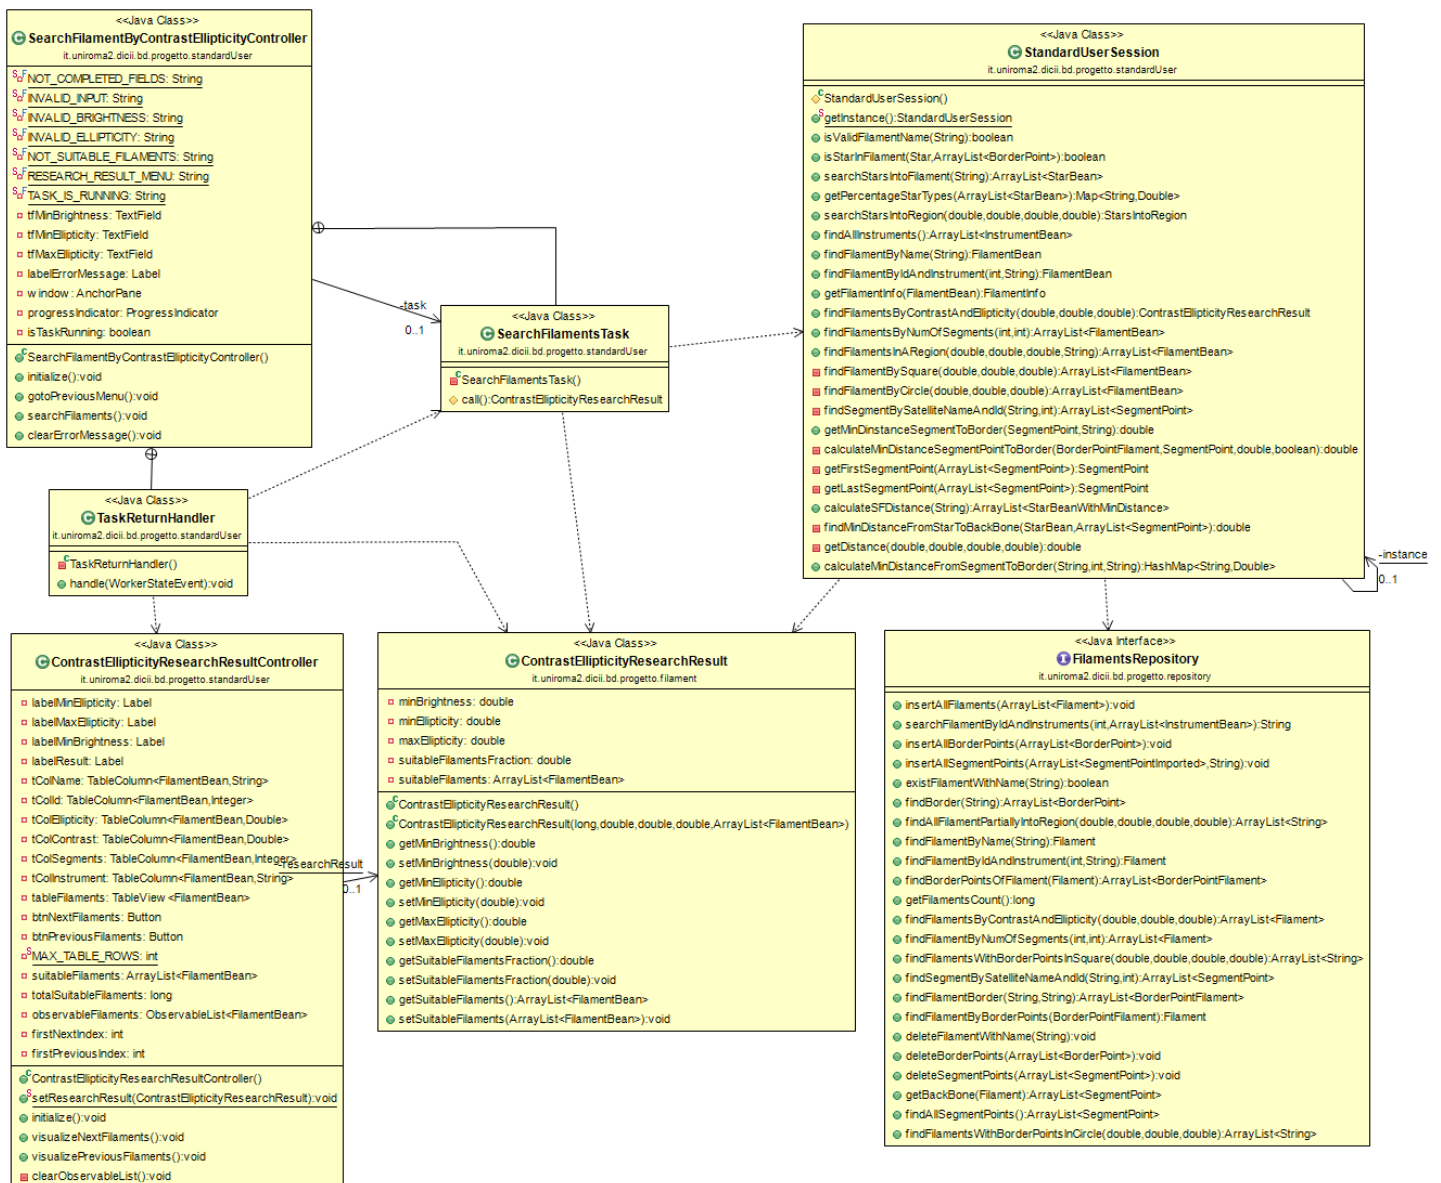 <<Java Class>>
SearchFilamentByContrastEllipticityController
it.uniroma2.dicii.bd.progetto.standardUser
NOT_COMPLETED_FIELDS: String
INVALID_INPUT: String
INVALID_BRIGHTNESS: String
INVALID_ELLIPTICITY: String
NOT_SUITABLE_FILAMENTS: String
RESEARCH_RESULT_MENU: String
TASK_IS_RUNNING: String
tfMinBrightness: TextField
tfMinEllipticity: TextField
tfMaxEllipticity: TextField
labelErrorMessage: Label
window: AnchorPane
progressIndicator: ProgressIndicator
isTaskRunning: boolean
SearchFilamentByContrastEllipticityController()
initialize():void
gotoPreviousMenu():void
searchFilaments():void
clearErrorMessage():void
-task
0..1
<<Java Class>>
SearchFilamentsTask
it.uniroma2.dicii.bd.progetto.standardUser
SearchFilamentsTask()
call():ContrastEllipticityResearchResult
<<Java Class>>
StandardUserSession
it.uniroma2.dicii.bd.progetto.standardUser
StandardUserSession()
getInstance():StandardUserSession
isValidFilamentName(String):boolean
isStarInFilament(Star,ArrayList<BorderPoint>):boolean
searchStarsIntoFilament(String):ArrayList<StarBean>
getPercentageStarTypes(ArrayList<StarBean>):Map<String,Double>
searchStarsIntoRegion(double,double,double,double):StarsIntoRegion
findAllInstruments():ArrayList<InstrumentBean>
findFilamentByName(String):FilamentBean
findFilamentByIdAndInstrument(int,String):FilamentBean
getFilamentInfo(FilamentBean):FilamentInfo
findFilamentsByContrastAndEllipticity(double,double,double):ContrastEllipticityResearchResult
findFilamentsByNumOfSegments(int,int):ArrayList<FilamentBean>
findFilamentsInARegion(double,double,double,String):ArrayList<FilamentBean>
findFilamentBySquare(double,double,double):ArrayList<FilamentBean>
findFilamentByCircle(double,double,double):ArrayList<FilamentBean>
findSegmentBySatelliteNameAndId(String,int):ArrayList<SegmentPoint>
getMinDinstanceSegmentToBorder(SegmentPoint,String):double
calculateMinDistanceSegmentPointToBorder(BorderPointFilament,SegmentPoint,double,boolean):double
getFirstSegmentPoint(ArrayList<SegmentPoint>):SegmentPoint
getLastSegmentPoint(ArrayList<SegmentPoint>):SegmentPoint
calculateSFDistance(String):ArrayList<StarBeanWithMinDistance>
findMinDistanceFromStarToBackBone(StarBean,ArrayList<SegmentPoint>):double
getDistance(double,double,double,double):double
calculateMinDistanceFromSegmentToBorder(String,int,String):HashMap<String,Double>
-instance
0..1
<<Java Class>>
TaskReturnHandler
it.uniroma2.dicii.bd.progetto.standardUser
TaskReturnHandler()
handle(WorkerStateEvent):void
<<Java Class>>
ContrastEllipticityResearchResultController
it.uniroma2.dicii.bd.progetto.standardUser
labelMinEllipticity: Label
labelMaxEllipticity: Label
labelMinBrightness: Label
labelResult: Label
tColName: TableColumn<FilamentBean,String>
tColId: TableColumn<FilamentBean,Integer>
tColEllipticity: TableColumn<FilamentBean,Double>
tColContrast: TableColumn<FilamentBean,Double>
tColSegments: TableColumn<FilamentBean,Integer>
tColInstrument: TableColumn<FilamentBean,String>
tableFilaments: TableView<FilamentBean>
btnNextFilaments: Button
btnPreviousFilaments: Button
MAX_TABLE_ROWS: int
suitableFilaments: ArrayList<FilamentBean>
totalSuitableFilaments: long
observableFilaments: ObservableList<FilamentBean>
firstNextIndex: int
firstPreviousIndex: int
ContrastEllipticityResearchResultController()
setResearchResult(ContrastEllipticityResearchResult):void
initialize():void
visualizeNextFilaments():void
visualizePreviousFilaments():void
clearObservableList():void
-researchResult
0..1
<<Java Class>>
ContrastEllipticityResearchResult
it.uniroma2.dicii.bd.progetto.filament
minBrightness: double
minEllipticity: double
maxEllipticity: double
suitableFilamentsFraction: double
suitableFilaments: ArrayList<FilamentBean>
ContrastEllipticityResearchResult()
ContrastEllipticityResearchResult(long,double,double,double,ArrayList<FilamentBean>)
getMinBrightness():double
setMinBrightness(double):void
getMinEllipticity():double
setMinEllipticity(double):void
getMaxEllipticity():double
setMaxEllipticity(double):void
getSuitableFilamentsFraction():double
setSuitableFilamentsFraction(double):void
getSuitableFilaments():ArrayList<FilamentBean>
setSuitableFilaments(ArrayList<FilamentBean>):void
<<Java Interface>>
FilamentsRepository
it.uniroma2.dicii.bd.progetto.repository
insertAllFilaments(ArrayList<Filament>):void
searchFilamentByIdAndInstruments(int,ArrayList<InstrumentBean>):String
insertAllBorderPoints(ArrayList<BorderPoint>):void
insertAllSegmentPoints(ArrayList<SegmentPointImported>,String):void
existFilamentWithName(String):boolean
findBorder(String):ArrayList<BorderPoint>
findAllFilamentPartiallyIntoRegion(double,double,double,double):ArrayList<String>
findFilamentByName(String):Filament
findFilamentByIdAndInstrument(int,String):Filament
findBorderPointsOfFilament(Filament):ArrayList<BorderPointFilament>
getFilamentsCount():long
findFilamentsByContrastAndEllipticity(double,double,double):ArrayList<Filament>
findFilamentByNumOfSegments(int,int):ArrayList<Filament>
findFilamentsWithBorderPointsInSquare(double,double,double,double):ArrayList<String>
findSegmentBySatelliteNameAndId(String,int):ArrayList<SegmentPoint>
findFilamentBorder(String,String):ArrayList<BorderPointFilament>
findFilamentByBorderPoints(BorderPointFilament):Filament
deleteFilamentWithName(String):void
deleteBorderPoints(ArrayList<BorderPoint>):void
deleteSegmentPoints(ArrayList<SegmentPoint>):void
getBackBone(Filament):ArrayList<SegmentPoint>
findAllSegmentPoints():ArrayList<SegmentPoint>
findFilamentsWithBorderPointsInCircle(double,double,double):ArrayList<String>